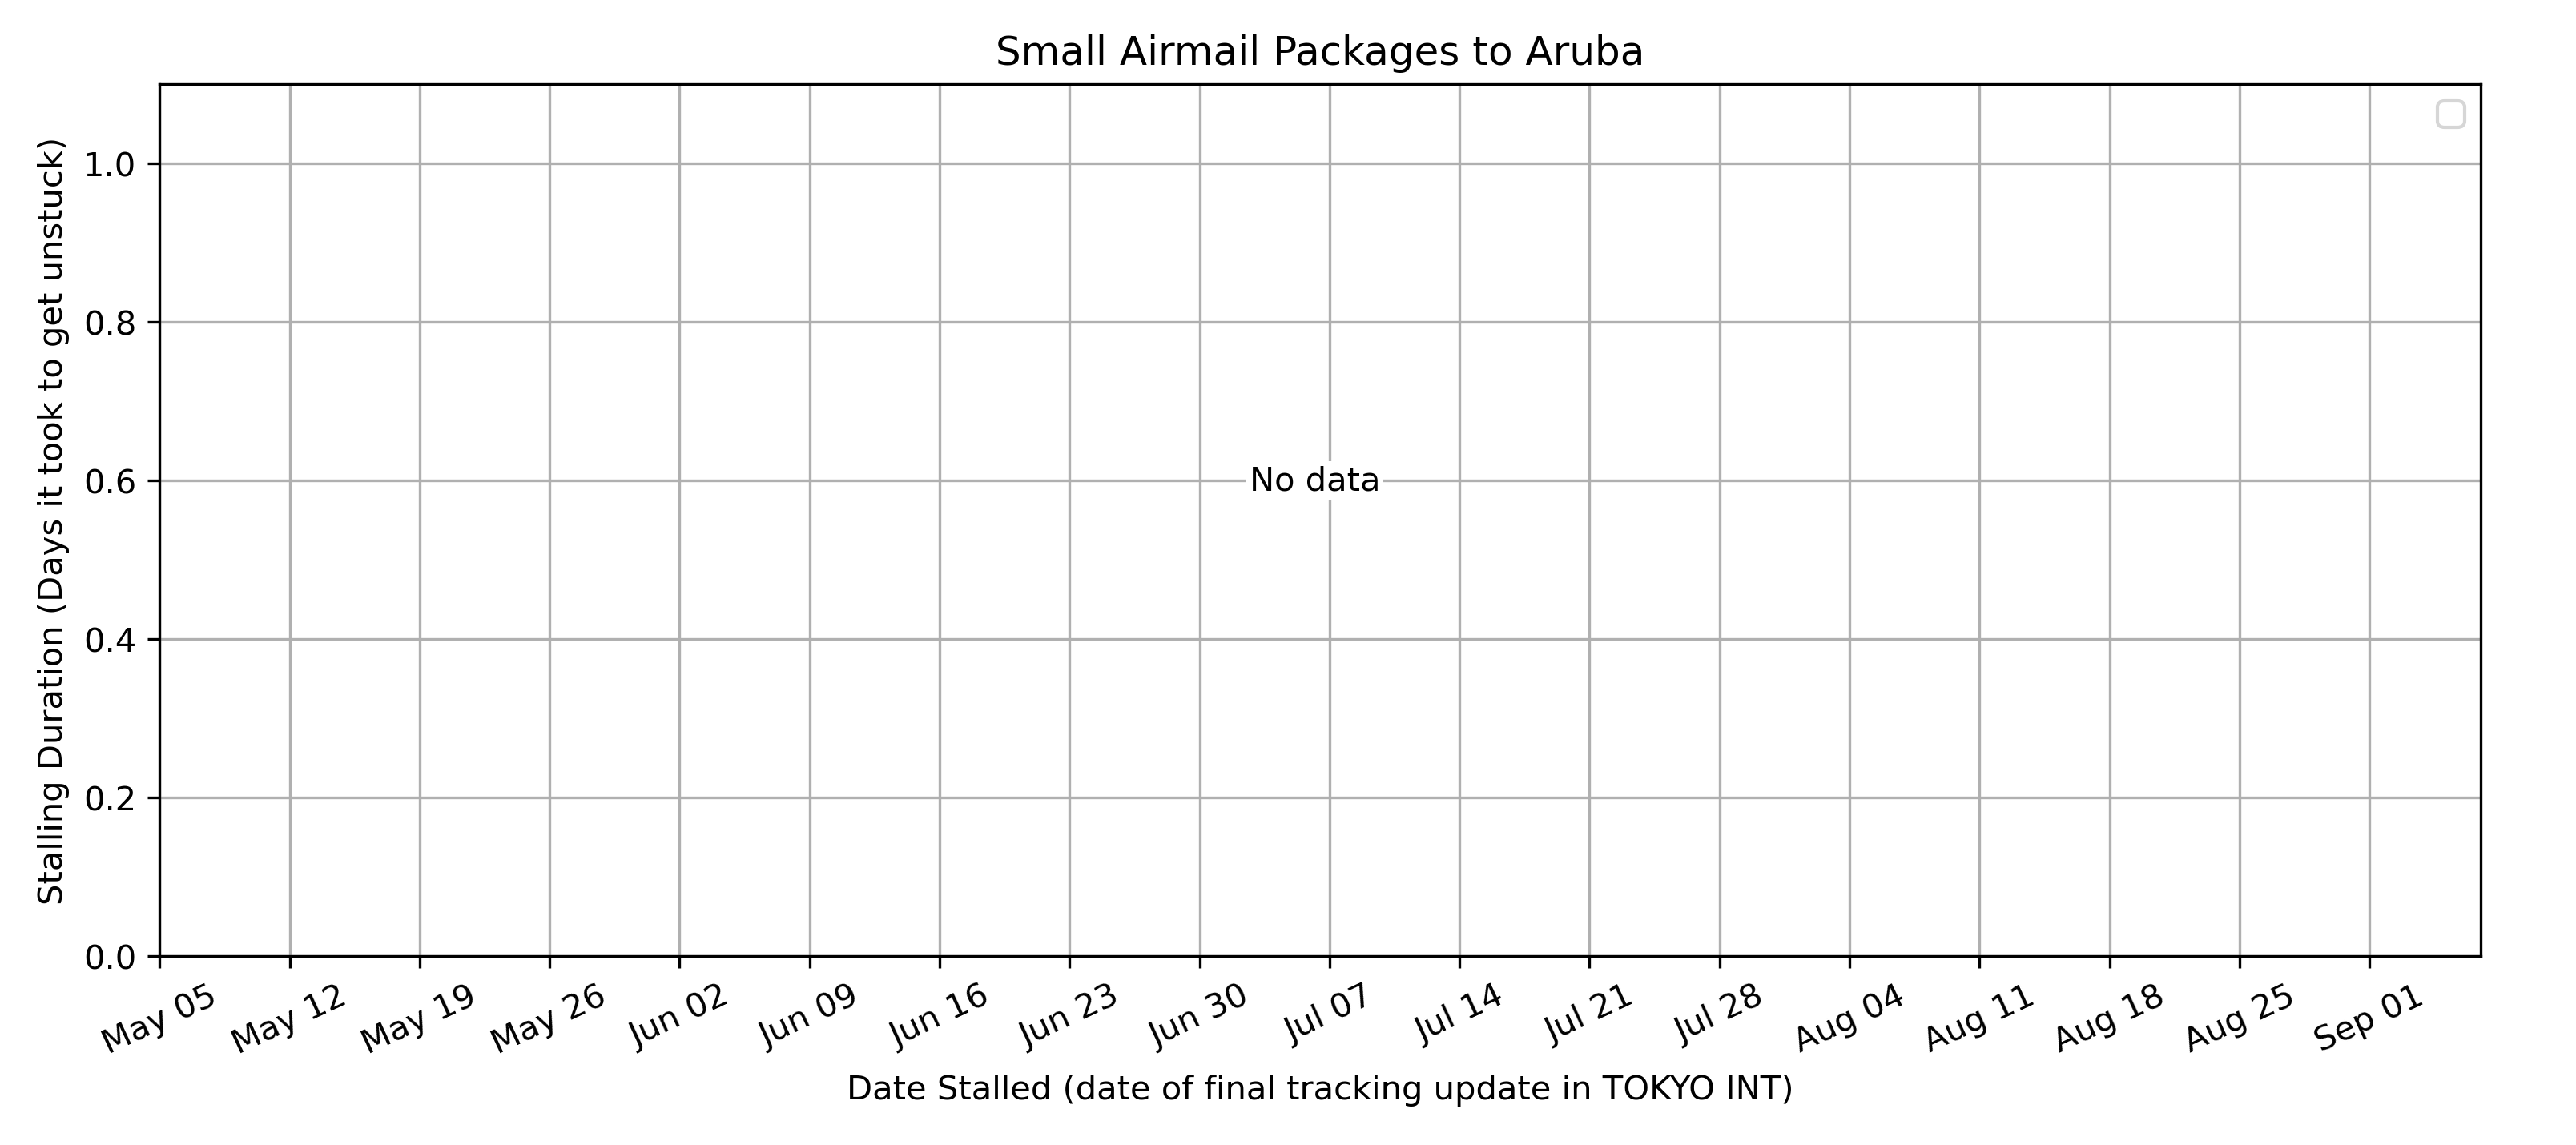 Small Airmail Packages to Aruba
Stalling Duration (Days it took to get unstuck)
1.0
0.8
0.6
0.4
0.2
0.0
No data
May 05
May 12
May 19
May 26
Jun 02
Jun 09
Jun 16
Jun 23
Jun 30
Jul 07
Jul 14
Jul 21
Jul 28
Aug 04
Aug 11
Aug 18
Aug 25
Sep 01
Date Stalled (date of final tracking update in TOKYO INT)